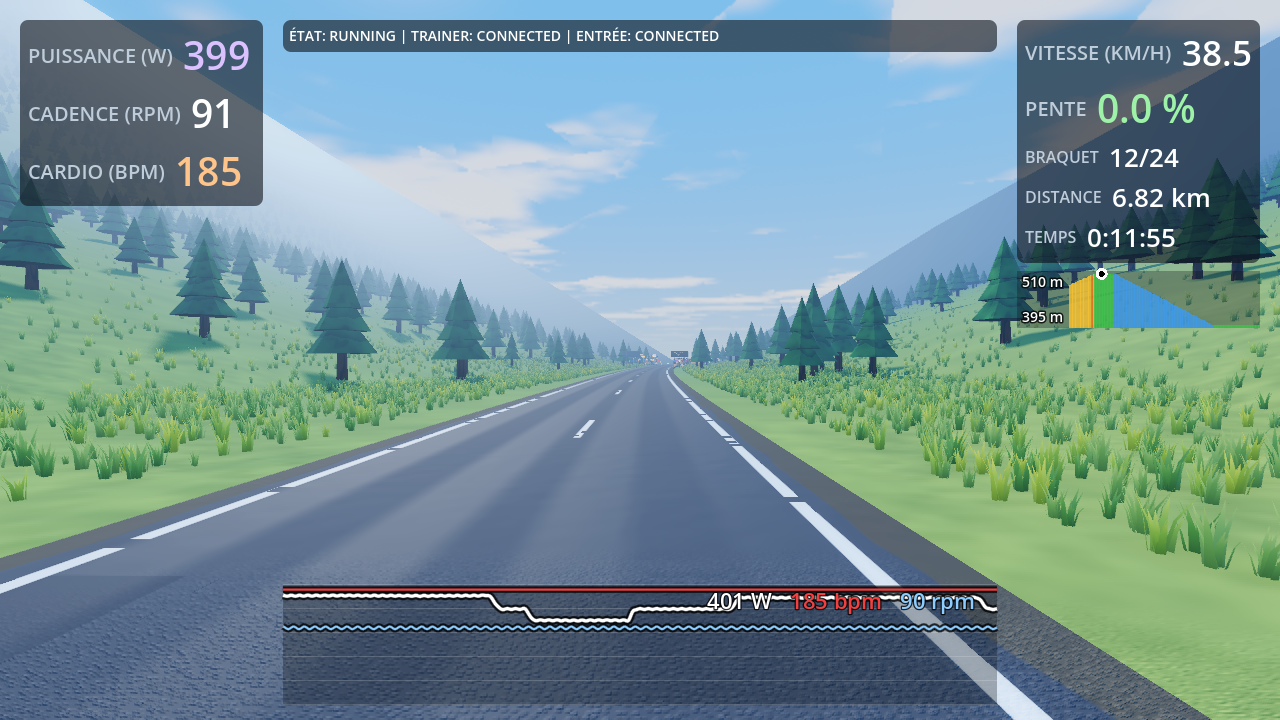 PUISSANCE (W) 399
CADENCE (RPM) 91
CARDIO (BPM) 185
ÉTAT: RUNNING | TRAINER: CONNECTED | ENTRÉE: CONNECTED
VITESSE (KM/H) 38.5
PENTE 0.0 %
BRAQUET 12/24
DISTANCE 6.82 km
TEMPS 0:11:55
510 m
395 m
401 W 185 bpm 90 rpm